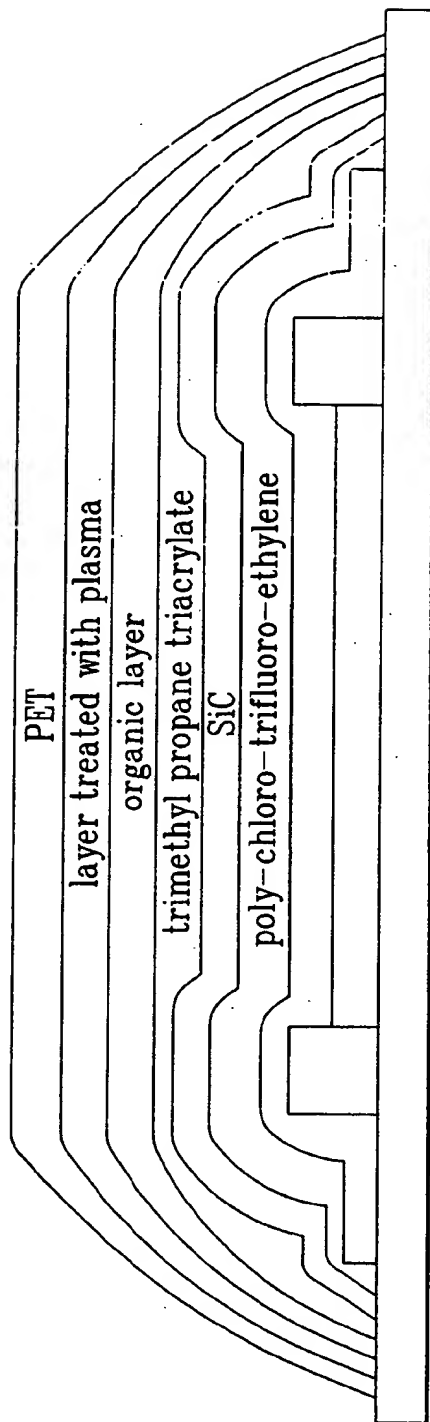 PET
layer treated with plasma
organic layer
trimethyl propane triacrylate
SiC
poly-chloro-trifluoro-ethylene